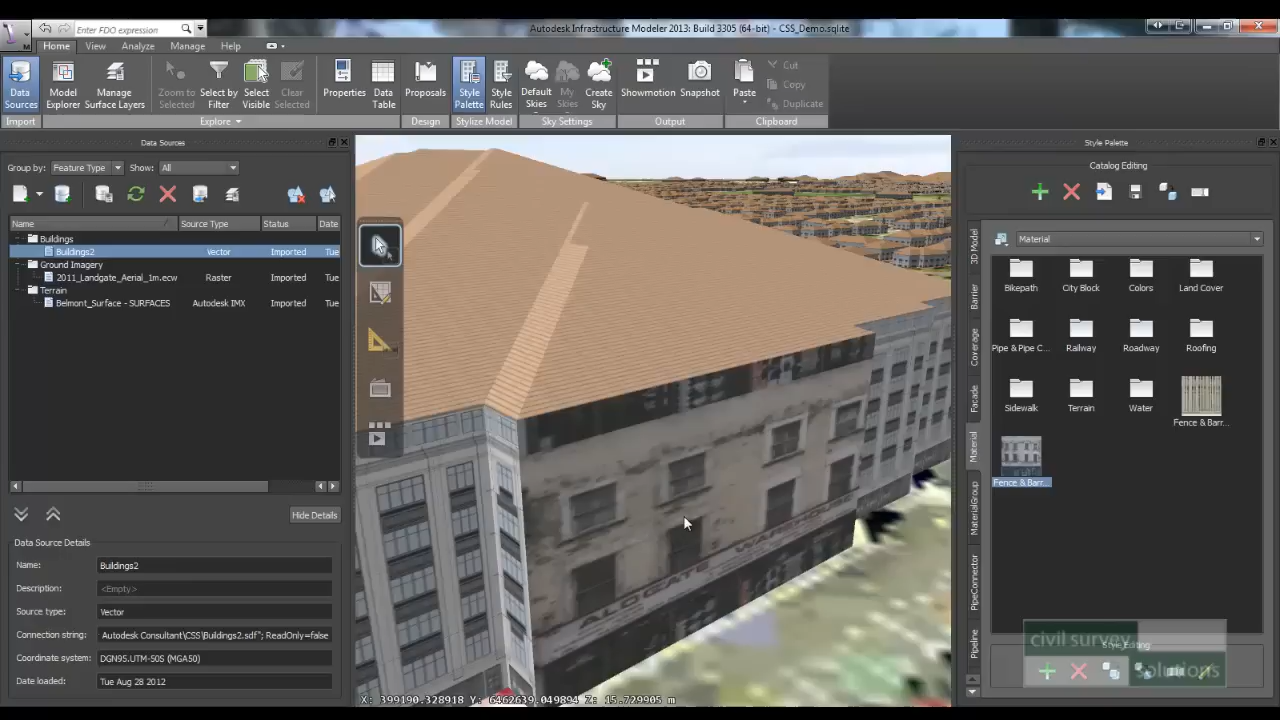 Enter FDO expression
Autodesk Infrastructure Modeler 2013: Build 3305 (64-bit) - CSS_Demo.sqlite
Home View Analyze Manage Help
Data Sources
Model Explorer
Manage Surface Layers
Zoom to Selected
Select by Filter
Select Visible
Clear Selected
Properties
Data Table
Proposals
Style Palette
Style Rules
Default Skies
My Skies
Create Sky
Showmotion
Snapshot
Paste
Cut
Copy
Duplicate
Import Explore Design Stylize Model Sky Settings Output Clipboard
Data Sources
Group by: Feature Type Show: All
Name Source Type Status Date
Buildings
Buildings2 Vector Imported Tue
Ground Imagery
2011_Landgate_Aerial_1m.ecw Raster Imported Tue
Terrain
Belmont_Surface - SURFACES Autodesk IMX Imported Tue
Hide Details
Data Source Details
Name: Buildings2
Description: <Empty>
Source type: Vector
Connection string: Autodesk Consultant\CSS\Buildings2.sdf"; ReadOnly=false
Coordinate system: DGN95.UTM-50S (MGA50)
Date loaded: Tue Aug 28 2012
X: 399190.328918 Y: 6462639.049894 Z: 15.729905 m
Style Palette
Catalog Editing
Material
3D Model
Barrier
Coverage
Facade
Material
MaterialGroup
PipeConnector
Pipeline
Bikepath City Block Colors Land Cover
Pipe & Pipe C... Railway Roadway Roofing
Sidewalk Terrain Water Fence & Barr...
Fence & Barr...
Style Editing
civil survey
Solutions